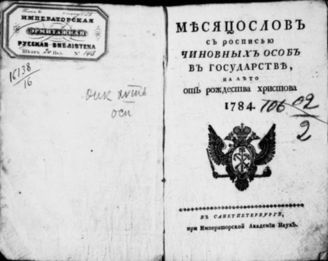 ИМПЕРАТОРСКАЯ
ЭРМИТАЖНАЯ
РУССКАЯ БИБЛІОТЕКА
К138
16
МѢСЯЦОСЛОВЪ
съ росписью
ЧИНОВНЫХЪ ОСОБЪ
ВЪ ГОСУДАРСТВѢ,
НА ЛѢТО
отъ рождества христова
1784.
2
ВЪ САНКТПЕТЕРБУРГѢ,
при Императорской Академіи Наукъ.